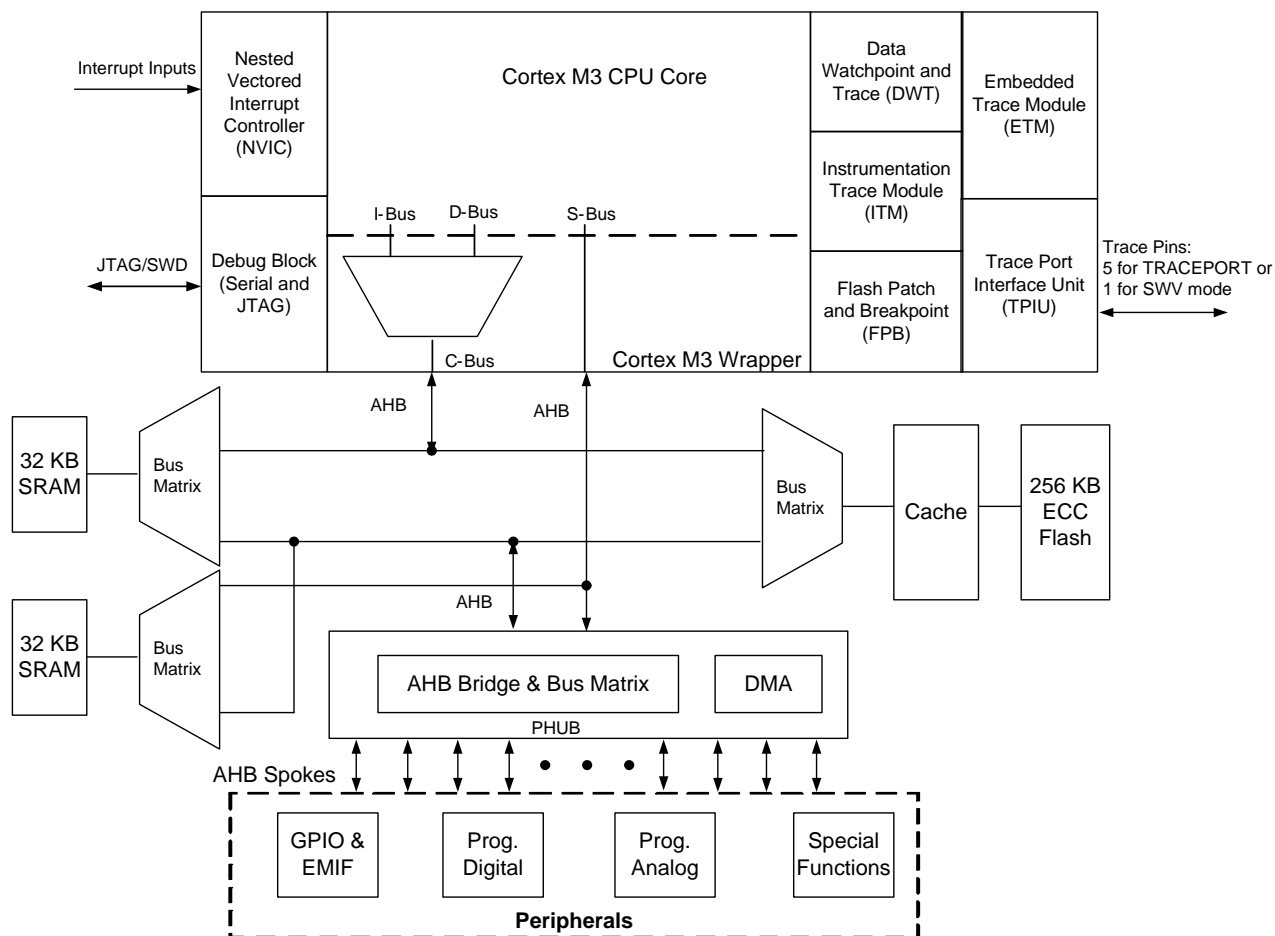 Interrupt Inputs
Nested
Vectored
Interrupt
Controller
(NVIC)
Cortex M3 CPU Core
Data
Watchpoint and
Trace (DWT)
Embedded
Trace Module
(ETM)
Instrumentation
Trace Module
(ITM)
I-Bus
D-Bus
S-Bus
JTAG/SWD
Debug Block
(Serial and
JTAG)
Flash Patch
and Breakpoint
(FPB)
Trace Port
Interface Unit
(TPIU)
Trace Pins:
5 for TRACEPORT or
1 for SWV mode
C-Bus
Cortex M3 Wrapper
AHB
AHB
32 KB
SRAM
Bus
Matrix
Bus
Matrix
Cache
256 KB
ECC
Flash
AHB
32 KB
SRAM
Bus
Matrix
AHB Bridge & Bus Matrix
DMA
PHUB
AHB Spokes
GPIO &
EMIF
Prog.
Digital
Prog.
Analog
Special
Functions
Peripherals